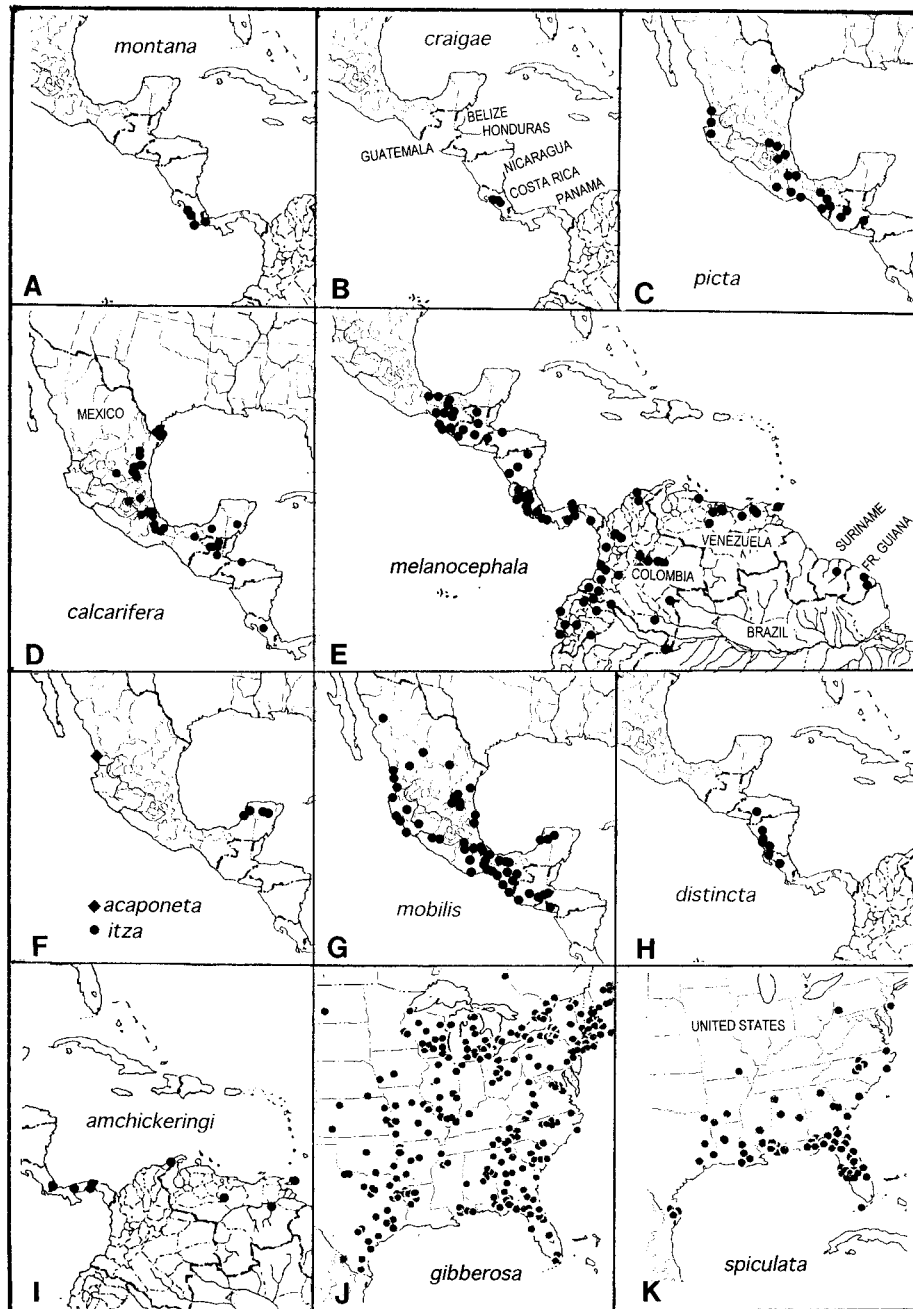 montana
A
craigae
BELIZE
HONDURAS
GUATEMALA
NICARAGUA
COSTA RICA
PANAMA
B
picta
C
MEXICO
calcarifera
D
melanocephala
VENEZUELA
SURINAME
FR. GUIANA
COLOMBIA
BRAZIL
E
◆ acaponeta
● itza
F
mobilis
G
distincta
H
amchickeringi
I
gibberosa
J
UNITED STATES
spiculata
K